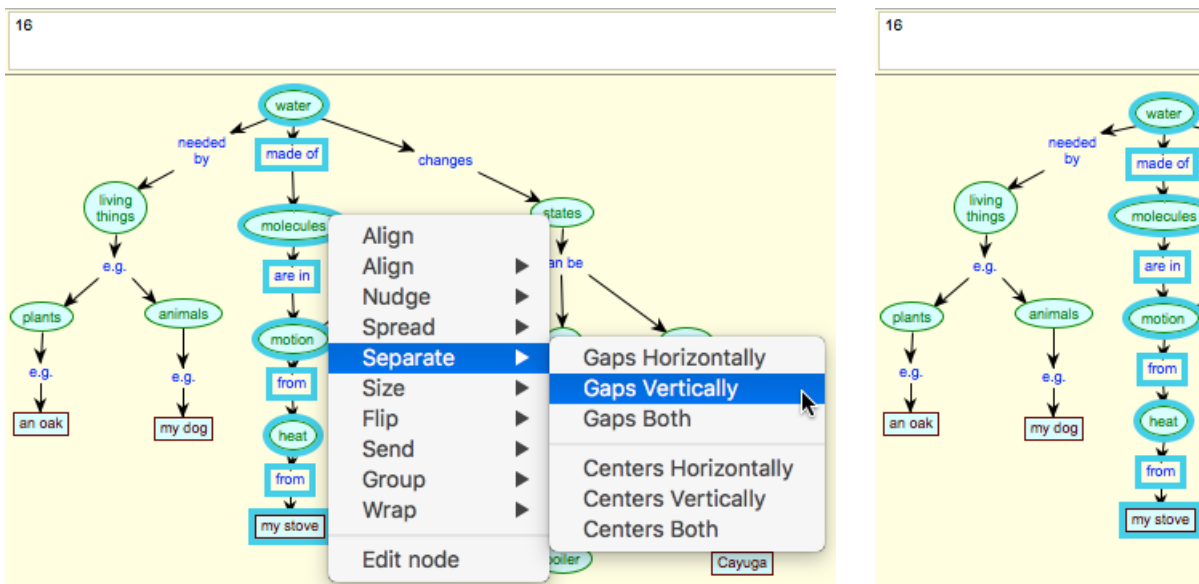 16
water
needed
by
made of
changes
living
things
molecules
states
e.g.
are in
an be
plants
animals
motion
e.g.
e.g.
from
an oak
my dog
heat
from
my stove
oiler
Cayuga
Align
Align
Nudge
Spread
Separate
Size
Flip
Send
Group
Wrap
Edit node
Gaps Horizontally
Gaps Vertically
Gaps Both
Centers Horizontally
Centers Vertically
Centers Both
16
water
needed
by
made of
living
things
molecules
e.g.
are in
plants
animals
motion
e.g.
e.g.
from
an oak
my dog
heat
from
my stove